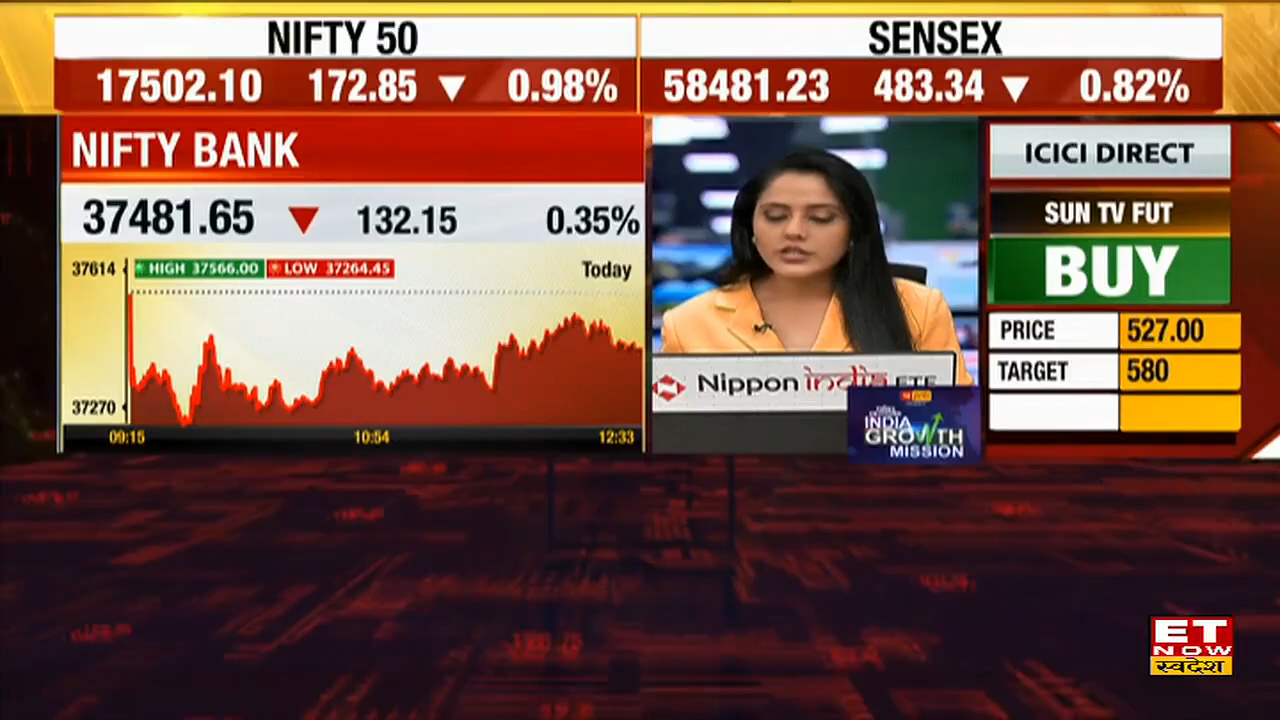 NIFTY 50
17502.10 172.85 ▼ 0.98%
SENSEX
58481.23 483.34 ▼ 0.82%
NIFTY BANK
37481.65 ▼ 132.15 0.35%
37614
HIGH 37566.00 LOW 37264.45
Today
37270
09:15 10:54 12:33
Nippon india ETF
INDIA
GROWTH
MISSION
ICICI DIRECT
SUN TV FUT
BUY
PRICE 527.00
TARGET 580
ET
NOW
स्वदेश